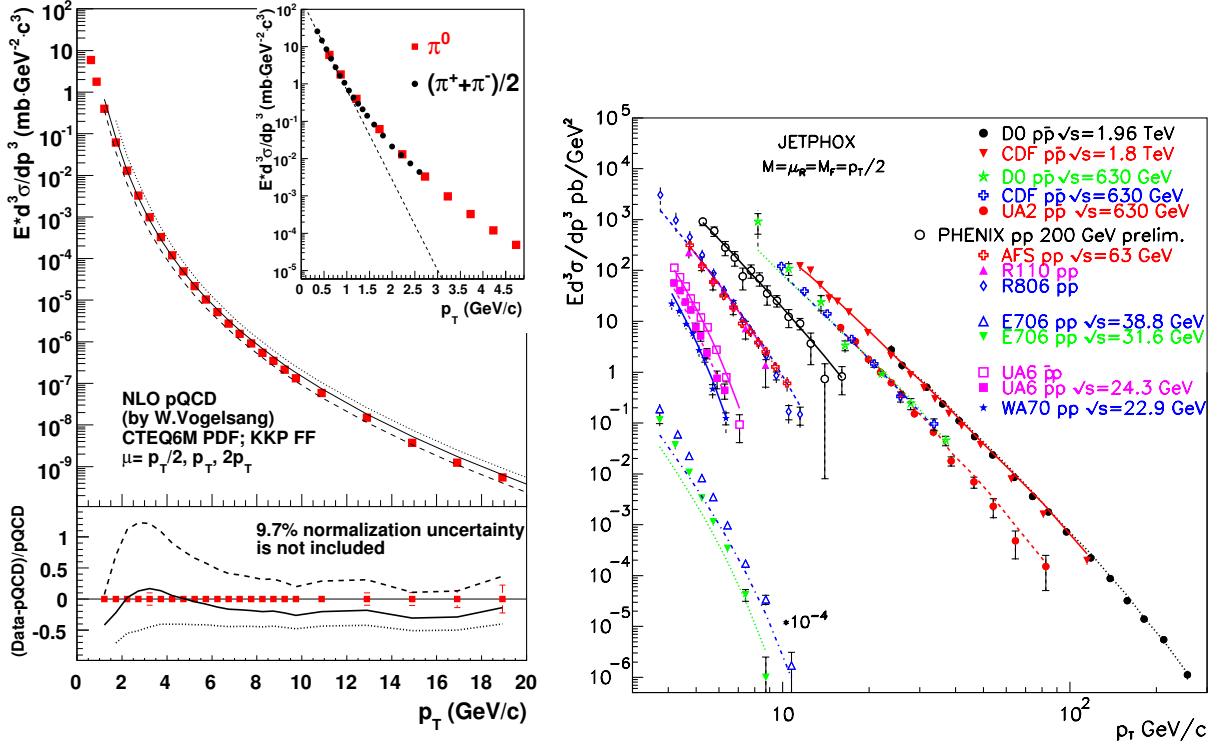 E*d³σ/dp³ (mb·GeV⁻²·c³)
10²
10
1
10⁻¹
10⁻²
10⁻³
10⁻⁴
10⁻⁵
10⁻⁶
10⁻⁷
10⁻⁸
10⁻⁹
E*d³σ/dp³ (mb·GeV⁻²·c³)
10²
10
1
10⁻¹
10⁻²
10⁻³
10⁻⁴
10⁻⁵
π⁰
(π⁺+π⁻)/2
0 0.5 1 1.5 2 2.5 3 3.5 4 4.5
p_T (GeV/c)
NLO pQCD
(by W.Vogelsang)
CTEQ6M PDF; KKP FF
μ= p_T/2, p_T, 2p_T
(Data-pQCD)/pQCD
1
0.5
0
-0.5
9.7% normalization uncertainty
is not included
0 2 4 6 8 10 12 14 16 18 20
p_T (GeV/c)
Ed³σ/dp³ pb/GeV²
10⁵
10⁴
10³
10²
10
1
10⁻¹
10⁻²
10⁻³
10⁻⁴
10⁻⁵
10⁻⁶
JETPHOX
M=μ_R=M_F=p_T/2
D0 pp̄ √s=1.96 TeV
CDF pp̄ √s=1.8 TeV
D0 pp̄ √s=630 GeV
CDF pp̄ √s=630 GeV
UA2 pp̄ √s=630 GeV
PHENIX pp 200 GeV prelim.
AFS pp √s=63 GeV
R110 pp
R806 pp
E706 pp √s=38.8 GeV
E706 pp √s=31.6 GeV
UA6 p̄p
UA6 pp √s=24.3 GeV
WA70 pp √s=22.9 GeV
*10⁻⁴
10 10²
p_T GeV/c